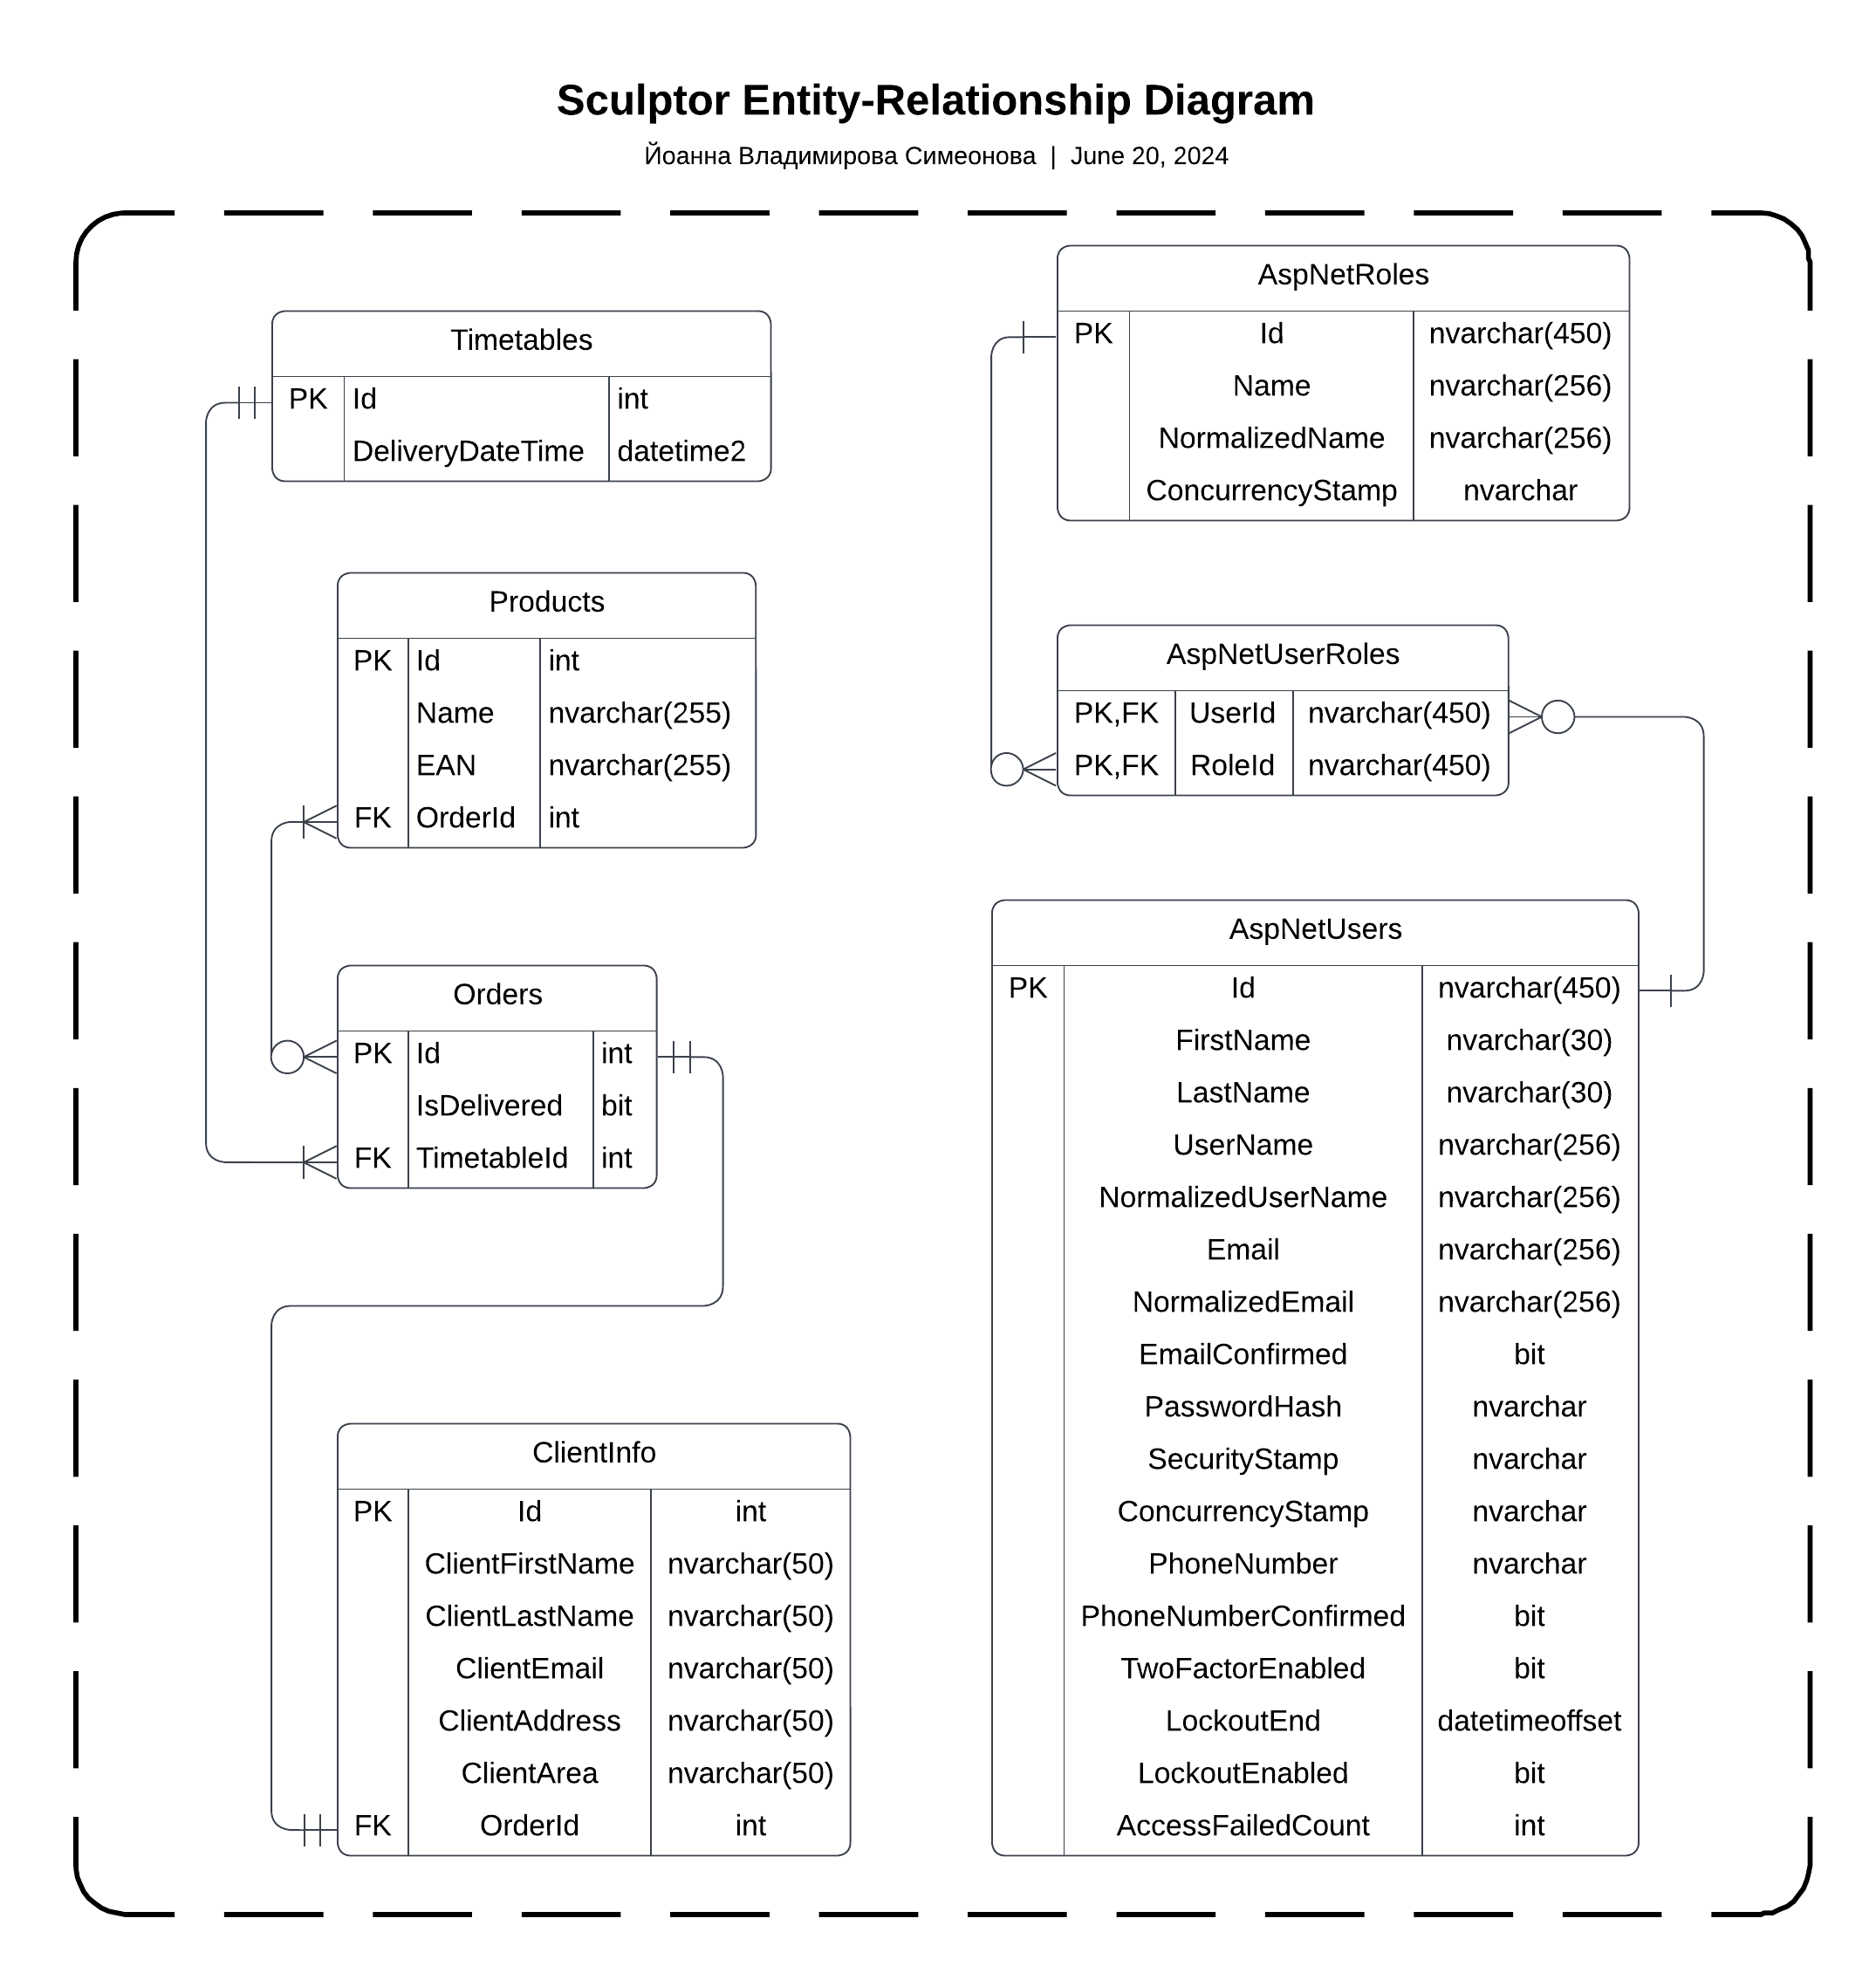 Sculptor Entity-Relationship Diagram
Йоанна Владимирова Симеонова | June 20, 2024
Timetables
PK Id int
DeliveryDateTime datetime2
Products
PK Id int
Name nvarchar(255)
EAN nvarchar(255)
FK OrderId int
Orders
PK Id int
IsDelivered bit
FK TimetableId int
ClientInfo
PK Id int
ClientFirstName nvarchar(50)
ClientLastName nvarchar(50)
ClientEmail nvarchar(50)
ClientAddress nvarchar(50)
ClientArea nvarchar(50)
FK OrderId int
AspNetRoles
PK Id nvarchar(450)
Name nvarchar(256)
NormalizedName nvarchar(256)
ConcurrencyStamp nvarchar
AspNetUserRoles
PK,FK UserId nvarchar(450)
PK,FK RoleId nvarchar(450)
AspNetUsers
PK Id nvarchar(450)
FirstName nvarchar(30)
LastName nvarchar(30)
UserName nvarchar(256)
NormalizedUserName nvarchar(256)
Email nvarchar(256)
NormalizedEmail nvarchar(256)
EmailConfirmed bit
PasswordHash nvarchar
SecurityStamp nvarchar
ConcurrencyStamp nvarchar
PhoneNumber nvarchar
PhoneNumberConfirmed bit
TwoFactorEnabled bit
LockoutEnd datetimeoffset
LockoutEnabled bit
AccessFailedCount int